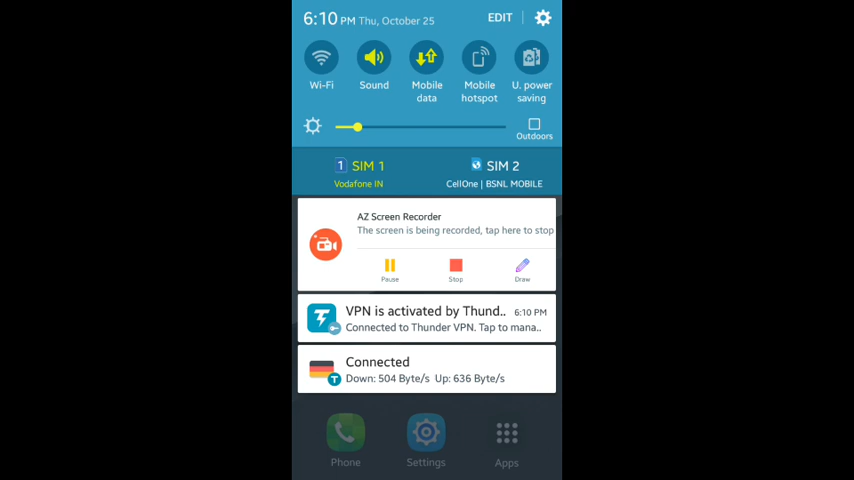 6:10 PM Thu, October 25 EDIT
Wi-Fi Sound Mobile data Mobile hotspot U. power saving
Outdoors
1 SIM 1 SIM 2
Vodafone IN CellOne | BSNL MOBILE
AZ Screen Recorder
The screen is being recorded, tap here to stop
Pause Stop Draw
VPN is activated by Thund.. 6:10 PM
Connected to Thunder VPN. Tap to mana..
Connected
Down: 504 Byte/s Up: 636 Byte/s
Phone Settings Apps